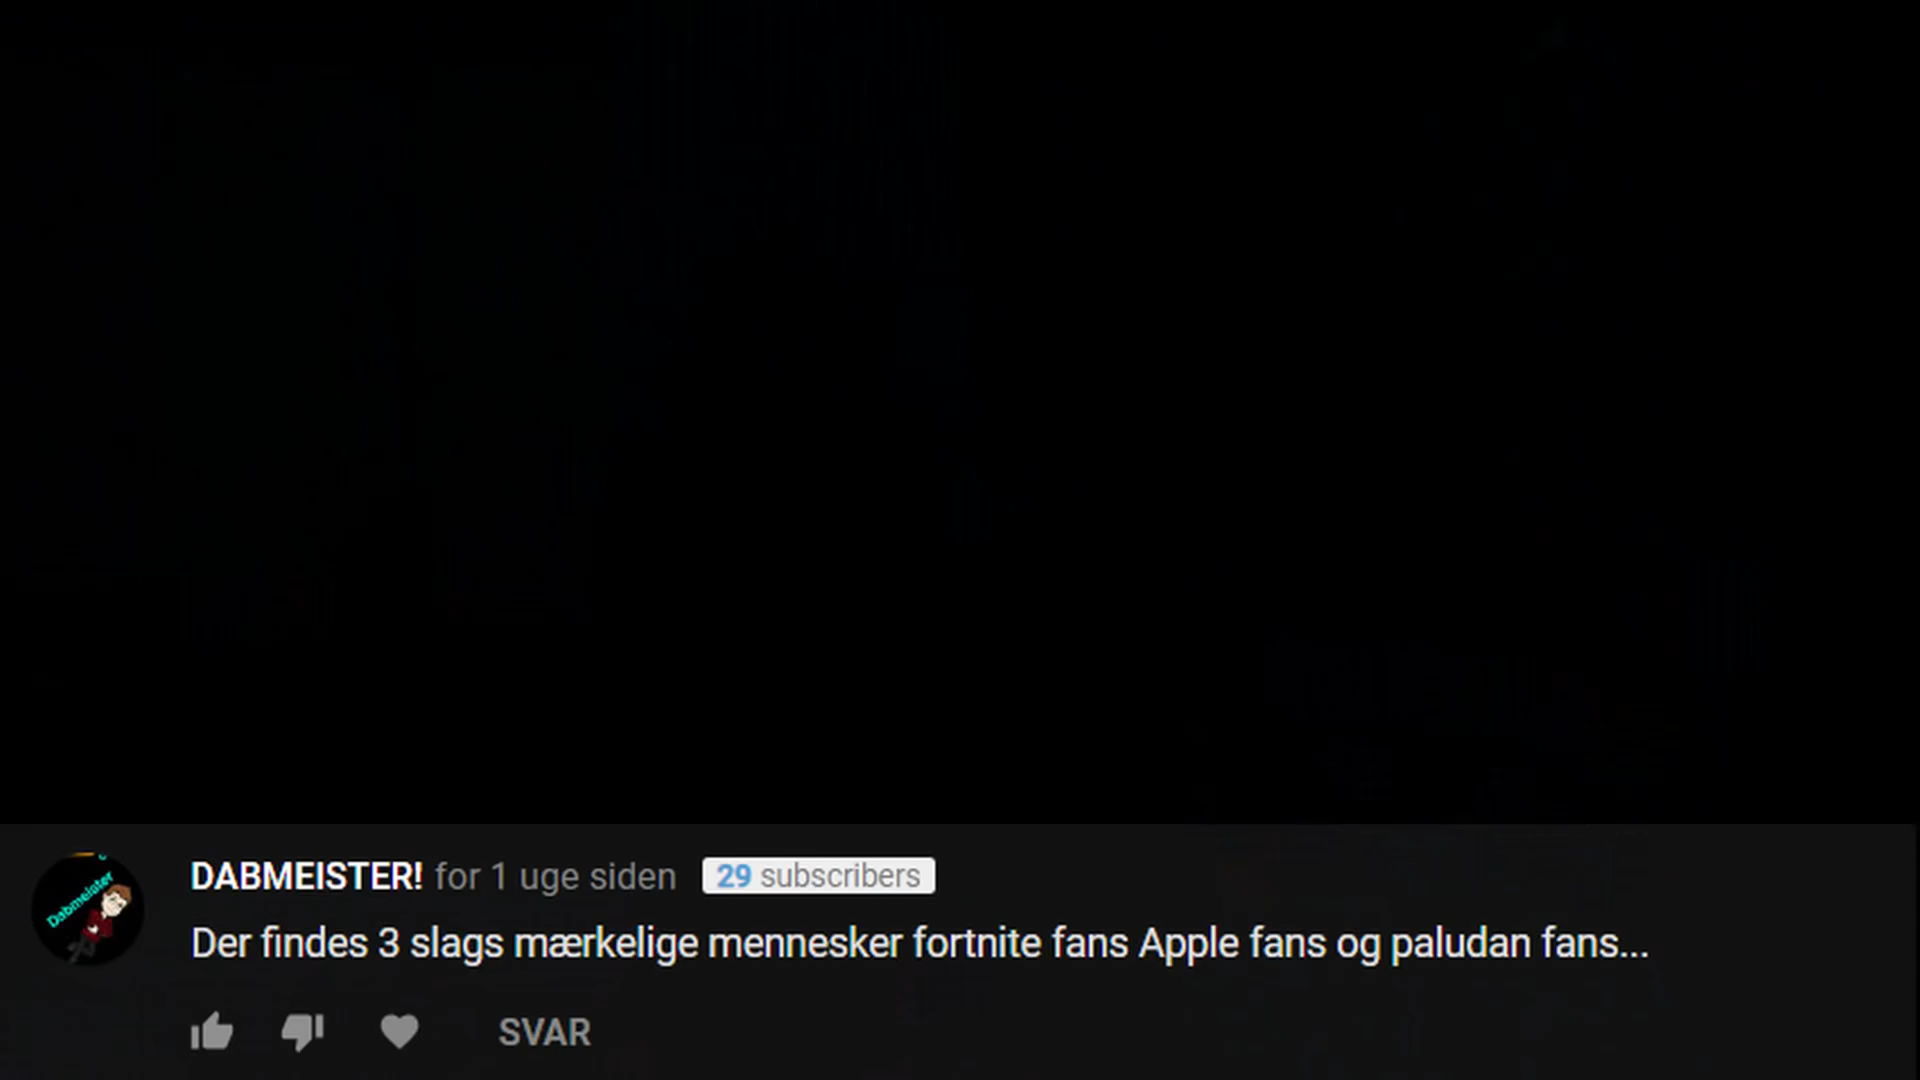 DABMEISTER! for 1 uge siden 29 subscribers
Dabmeister
Der findes 3 slags mærkelige mennesker fortnite fans Apple fans og paludan fans...
SVAR